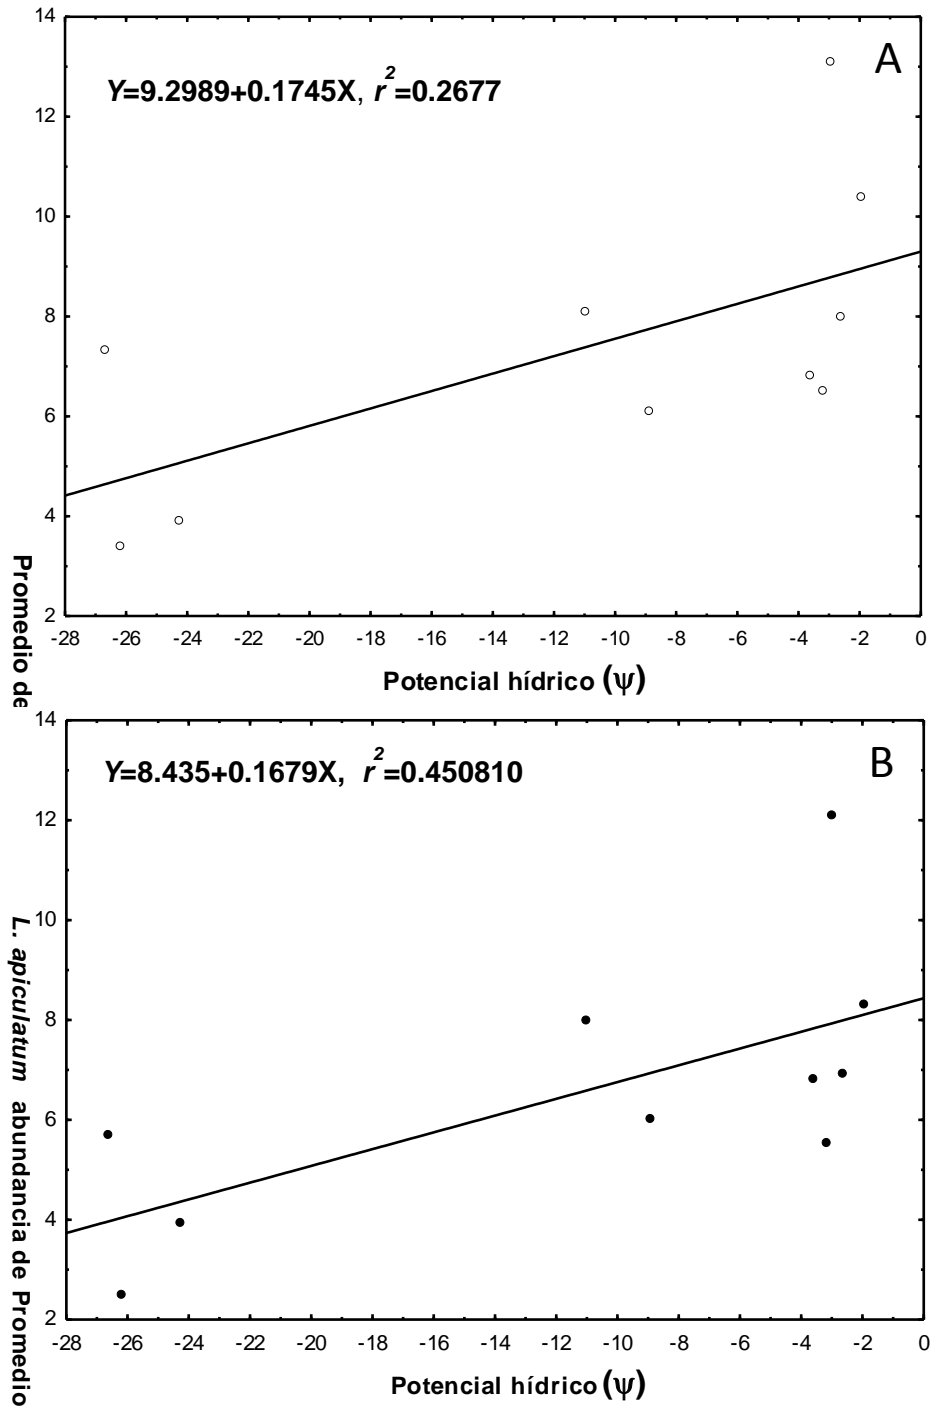 A
Y=9.2989+0.1745X, r²=0.2677
14
12
10
8
6
4
2
-28 -26 -24 -22 -20 -18 -16 -14 -12 -10 -8 -6 -4 -2 0
Potencial hídrico (ψ)
Promedio de
B
Y=8.435+0.1679X, r²=0.450810
14
12
10
8
6
4
2
-28 -26 -24 -22 -20 -18 -16 -14 -12 -10 -8 -6 -4 -2 0
Potencial hídrico (ψ)
L. apiculatum abundancia de Promedio